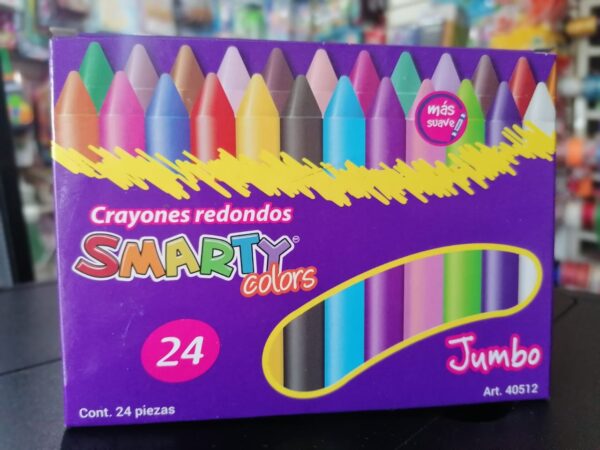 más
suave
Crayones redondos
SMARTY®
colors
24
Jumbo
Art. 40512
Cont. 24 piezas